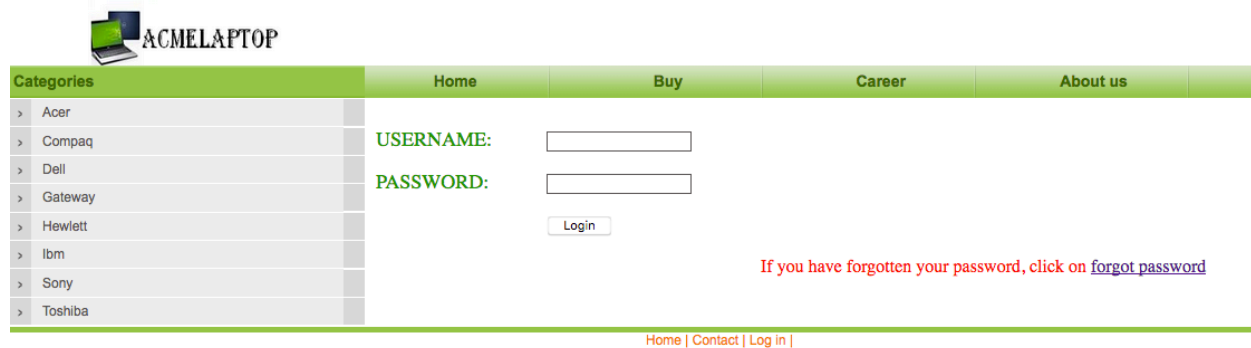 ACMELAPTOP
Categories Home Buy Career About us
› Acer
› Compaq
› Dell
› Gateway
› Hewlett
› Ibm
› Sony
› Toshiba
USERNAME:
PASSWORD:
Login
If you have forgotten your password, click on forgot password
Home | Contact | Log in |